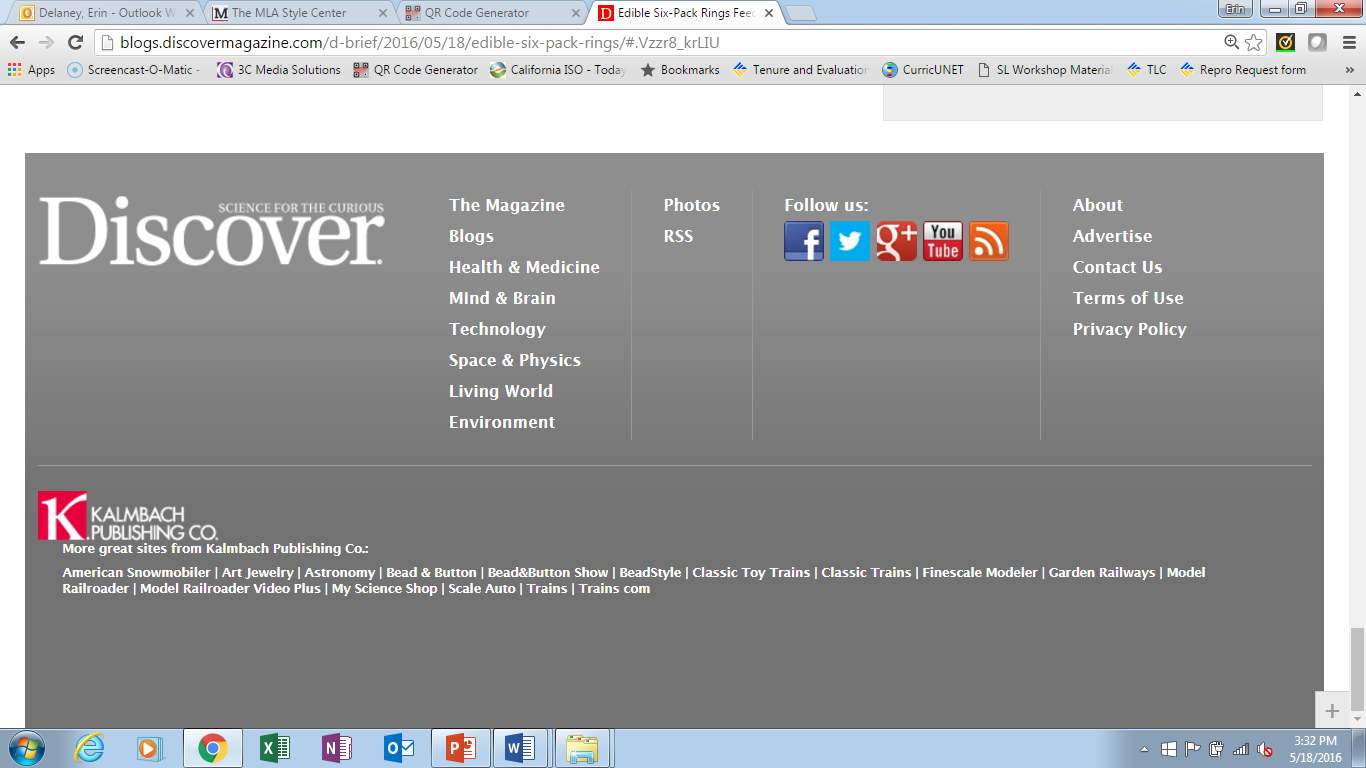 Delaney, Erin - Outlook W
The MLA Style Center
QR Code Generator
Edible Six-Pack Rings Feed
Erin
blogs.discovermagazine.com/d-brief/2016/05/18/edible-six-pack-rings/#.Vzzr8_krLIU
Apps
Screencast-O-Matic -
3C Media Solutions
QR Code Generator
California ISO - Today
Bookmarks
Tenure and Evaluation
CurricUNET
SL Workshop Material
TLC
Repro Request form
»
SCIENCE FOR THE CURIOUS
Discover
The Magazine
Blogs
Health & Medicine
MInd & Brain
Technology
Space & Physics
Living World
Environment
Photos
RSS
Follow us:
You
Tube
About
Advertise
Contact Us
Terms of Use
Privacy Policy
KALMBACH
PUBLISHING CO.
More great sites from Kalmbach Publishing Co.:
American Snowmobiler | Art Jewelry | Astronomy | Bead & Button | Bead&Button Show | BeadStyle | Classic Toy Trains | Classic Trains | Finescale Modeler | Garden Railways | Model
Railroader | Model Railroader Video Plus | My Science Shop | Scale Auto | Trains | Trains com
3:32 PM
5/18/2016